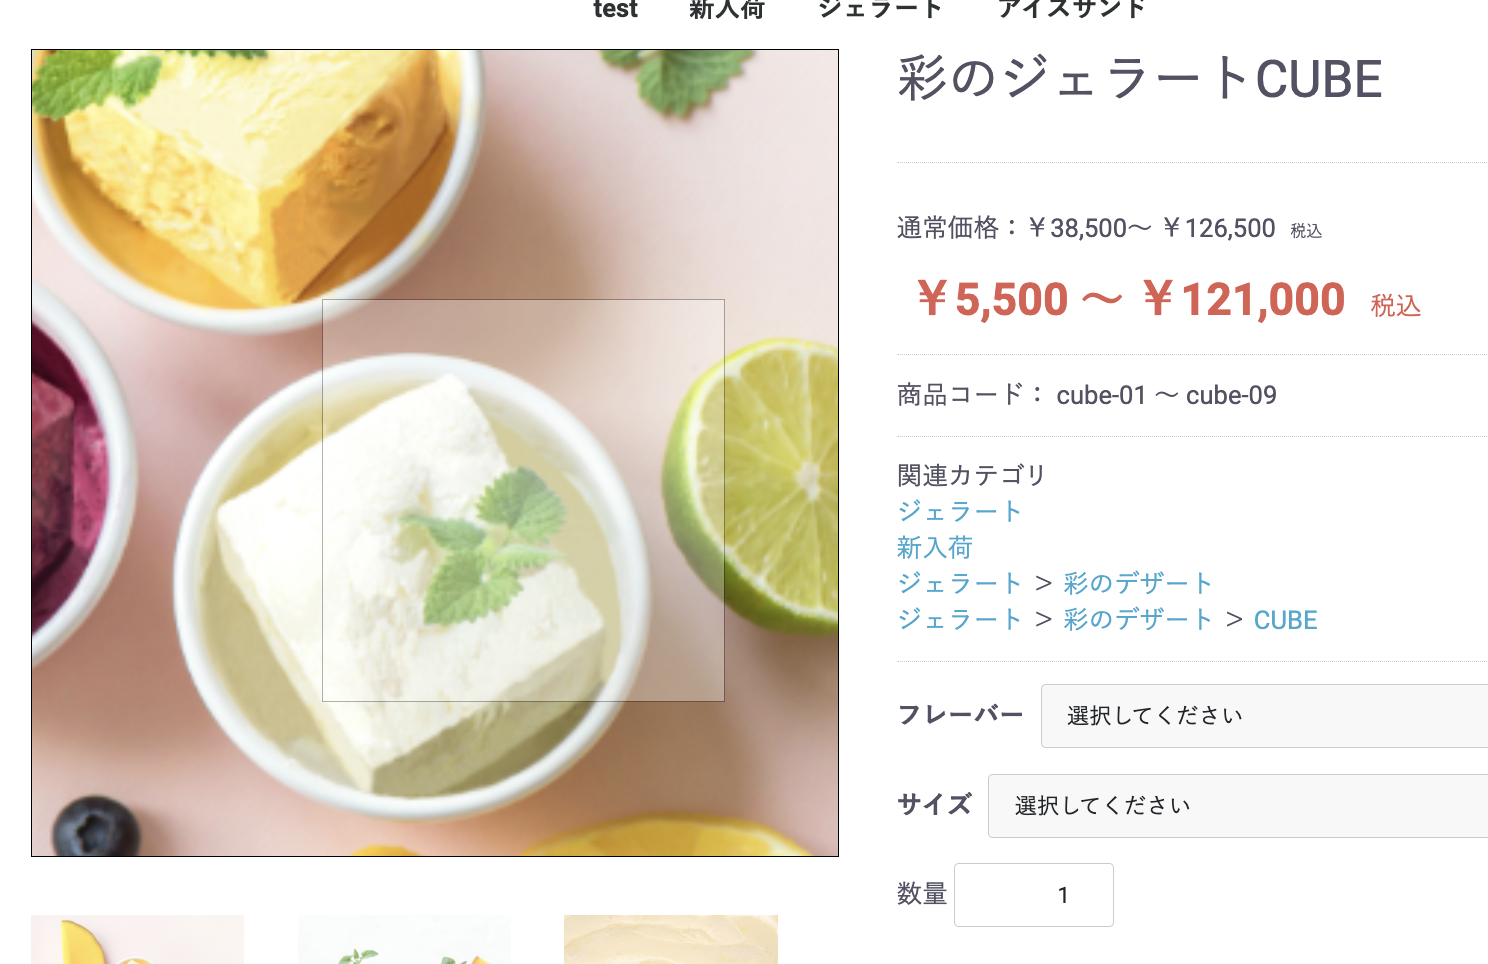 test 新入荷 ジェラート アイスサンド
彩のジェラートCUBE
通常価格：￥38,500～ ￥126,500 税込
￥5,500 ～ ￥121,000 税込
商品コード： cube-01 ～ cube-09
関連カテゴリ
ジェラート
新入荷
ジェラート ＞ 彩のデザート
ジェラート ＞ 彩のデザート ＞ CUBE
フレーバー 選択してください
サイズ 選択してください
数量 1